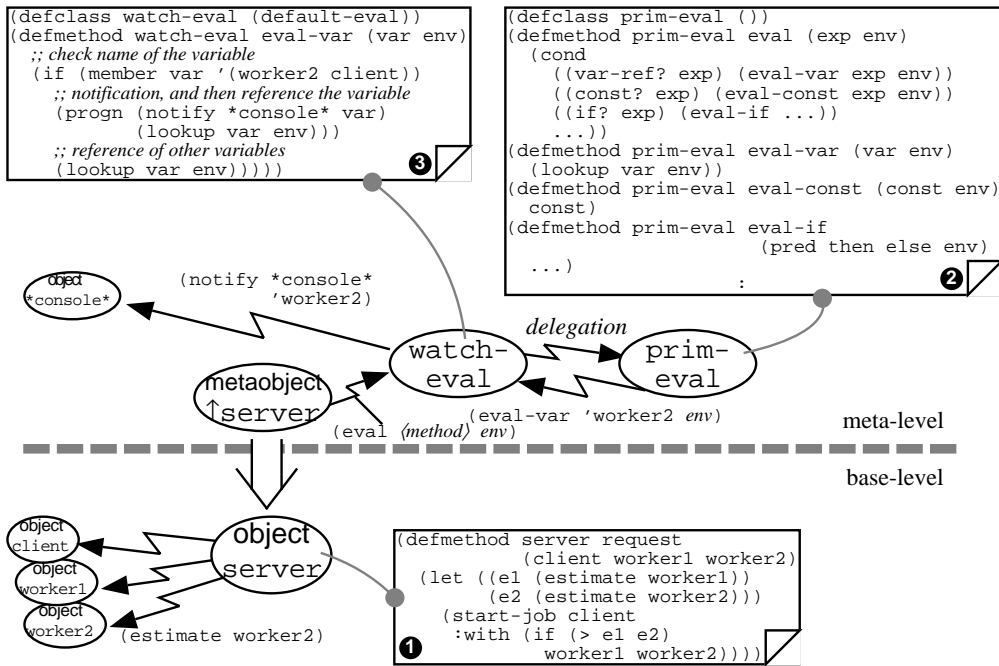 (defclass watch-eval (default-eval))
(defmethod watch-eval eval-var (var env)
;; check name of the variable
(if (member var '(worker2 client))
;; notification, and then reference the variable
(progn (notify *console* var)
(lookup var env)))
;; reference of other variables
(lookup var env)))))
3
(defclass prim-eval ())
(defmethod prim-eval eval (exp env)
(cond
((var-ref? exp) (eval-var exp env))
((const? exp) (eval-const exp env))
((if? exp) (eval-if ...))
...))
(defmethod prim-eval eval-var (var env)
(lookup var env))
(defmethod prim-eval eval-const (const env)
const)
(defmethod prim-eval eval-if
(pred then else env)
...)
:
2
object
*console*
(notify *console*
'worker2)
delegation
watch-
eval
prim-
eval
metaobject
↑server
(eval-var 'worker2 env)
(eval ⟨method⟩ env)
meta-level
base-level
object
server
object
client
object
worker1
object
worker2
(estimate worker2)
(defmethod server request
(client worker1 worker2)
(let ((e1 (estimate worker1))
(e2 (estimate worker2)))
(start-job client
:with (if (> e1 e2)
worker1 worker2))))
1